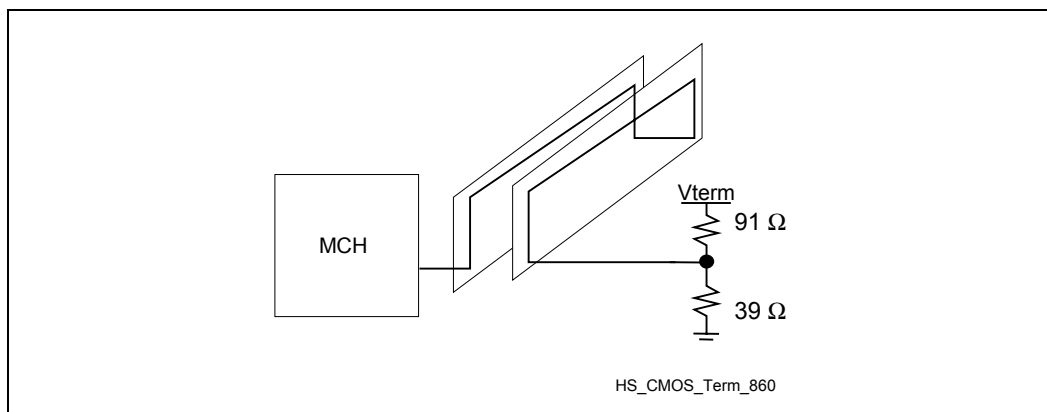 Vterm
91 Ω
MCH
39 Ω
HS_CMOS_Term_860